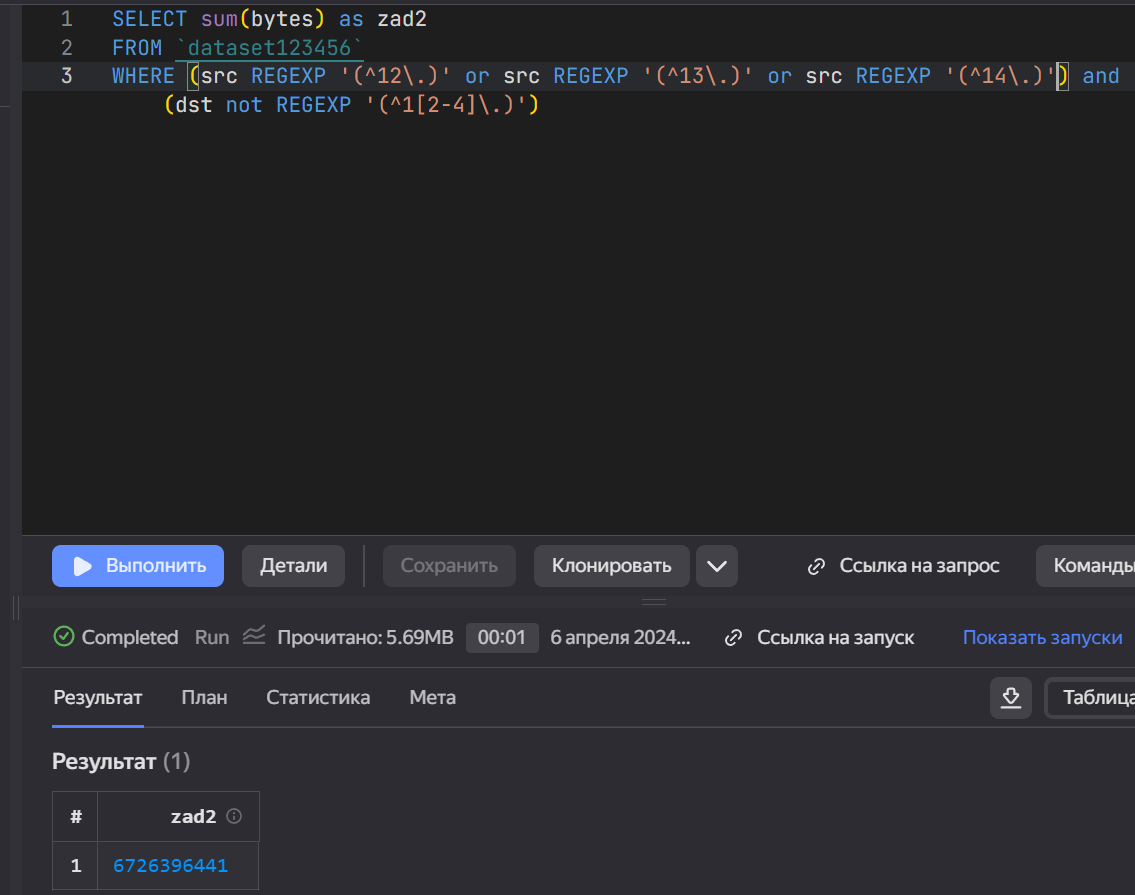 1 SELECT sum(bytes) as zad2
2 FROM `dataset123456`
3 WHERE (src REGEXP '(^12\.)' or src REGEXP '(^13\.)' or src REGEXP '(^14\.)') and
(dst not REGEXP '(^1[2-4]\.)')
Выполнить Детали Сохранить Клонировать Ссылка на запрос Команды
Completed Run Прочитано: 5.69MB 00:01 6 апреля 2024... Ссылка на запуск Показать запуски
Результат План Статистика Мета Таблица
Результат (1)
# zad2
1 6726396441